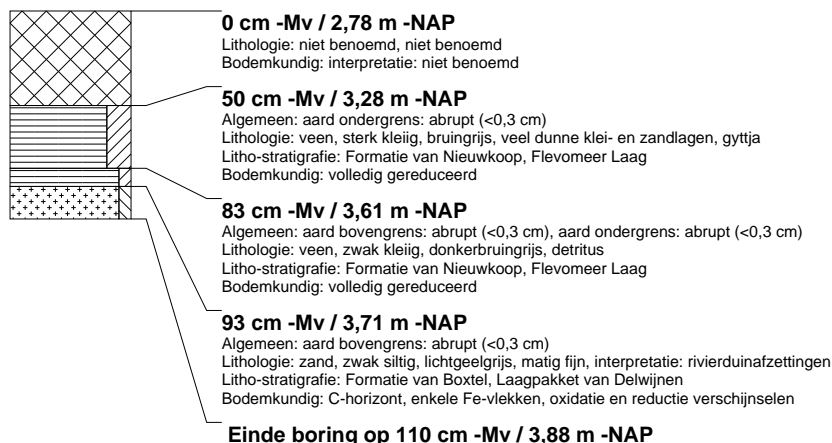 0 cm -Mv / 2,78 m -NAP
Lithologie: niet benoemd, niet benoemd
Bodemkundig: interpretatie: niet benoemd
50 cm -Mv / 3,28 m -NAP
Algemeen: aard ondergrens: abrupt (<0,3 cm)
Lithologie: veen, sterk kleiig, bruingrijs, veel dunne klei- en zandlagen, gyttja
Litho-stratigrafie: Formatie van Nieuwkoop, Flevomeer Laag
Bodemkundig: volledig gereduceerd
83 cm -Mv / 3,61 m -NAP
Algemeen: aard bovengrens: abrupt (<0,3 cm), aard ondergrens: abrupt (<0,3 cm)
Lithologie: veen, zwak kleiig, donkerbruingrijs, detritus
Litho-stratigrafie: Formatie van Nieuwkoop, Flevomeer Laag
Bodemkundig: volledig gereduceerd
93 cm -Mv / 3,71 m -NAP
Algemeen: aard bovengrens: abrupt (<0,3 cm)
Lithologie: zand, zwak siltig, lichtgeelgrijs, matig fijn, interpretatie: rivierduinafzettingen
Litho-stratigrafie: Formatie van Boxtel, Laagpakket van Delwijnen
Bodemkundig: C-horizont, enkele Fe-vlekken, oxidatie en reductie verschijnselen
Einde boring op 110 cm -Mv / 3,88 m -NAP